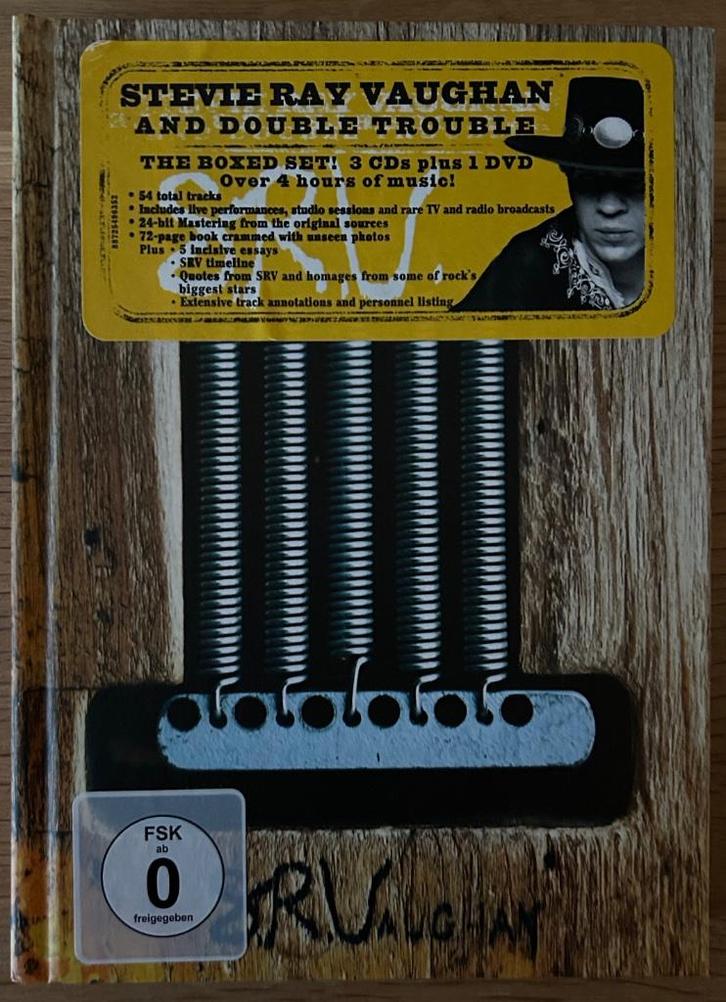 STEVIE RAY VAUGHAN
AND DOUBLE TROUBLE
THE BOXED SET! 3 CDs plus 1 DVD
Over 4 hours of music!
• 54 total tracks
• Includes live performances, studio sessions and rare TV and radio broadcasts
• 24-bit Mastering from the original sources
• 72-page book crammed with unseen photos
Plus • 5 incisive essays
• SRV timeline
• Quotes from SRV and homages from some of rock's
biggest stars
• Extensive track annotations and personnel listing
S.R.V.
FSK
ab
0
freigegeben
S.R.VAUGHAN